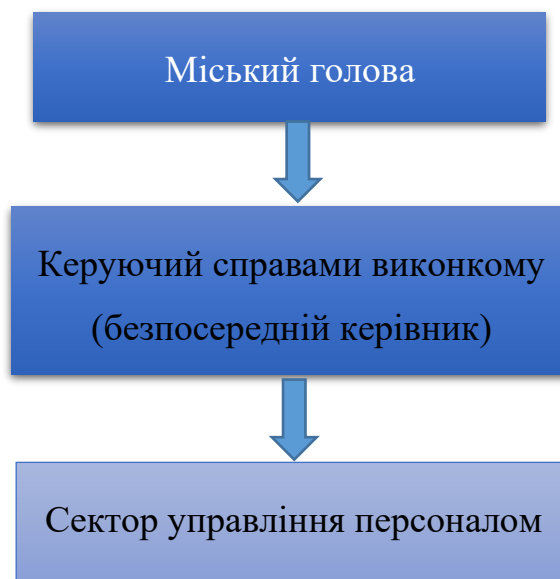 Міський голова
Керуючий справами виконкому
(безпосередній керівник)
Сектор управління персоналом